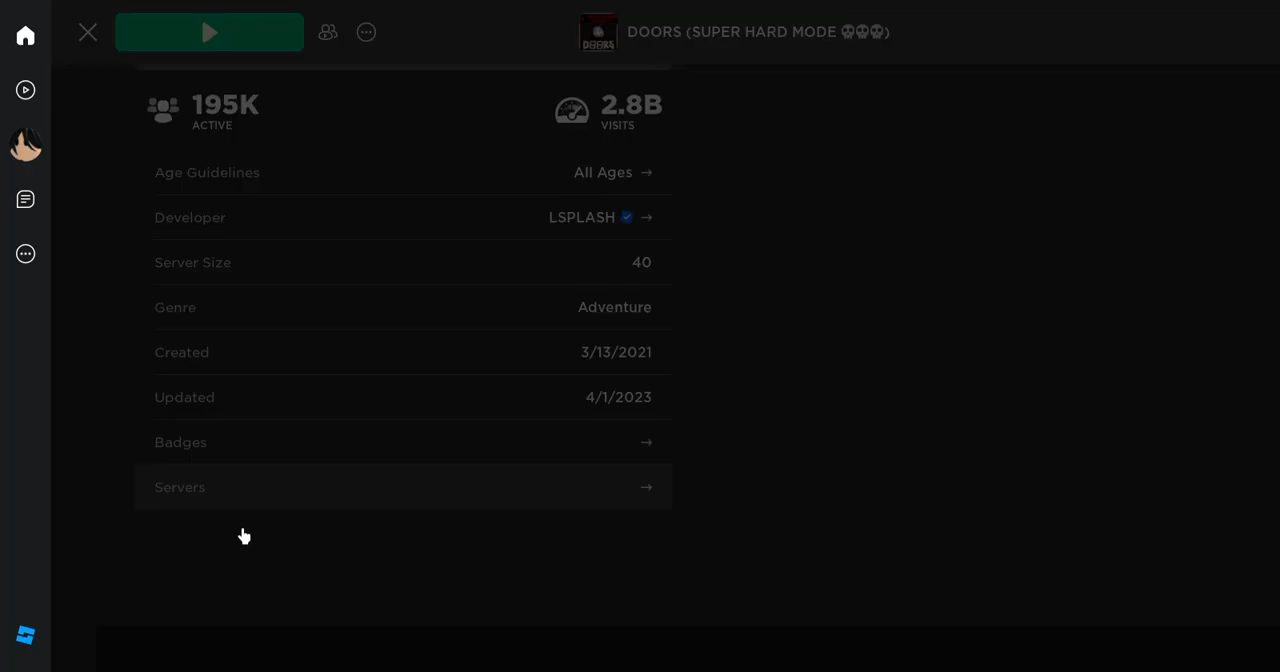 DOORS (SUPER HARD MODE 💀💀💀)
DOORS
195K
ACTIVE
2.8B
VISITS
Age Guidelines All Ages →
Developer LSPLASH →
Server Size 40
Genre Adventure
Created 3/13/2021
Updated 4/1/2023
Badges →
Servers →